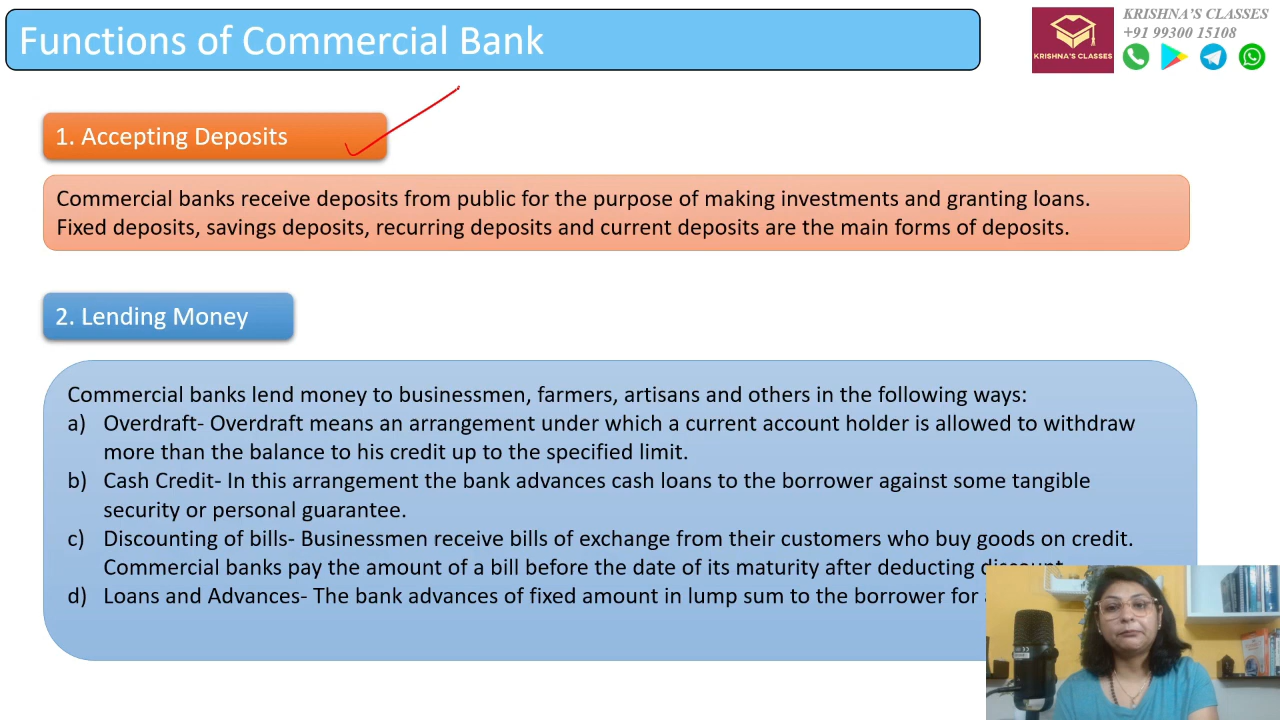 Functions of Commercial Bank
KRISHNA'S CLASSES
+91 99300 15108
KRISHNA'S CLASSES
1. Accepting Deposits
Commercial banks receive deposits from public for the purpose of making investments and granting loans.
Fixed deposits, savings deposits, recurring deposits and current deposits are the main forms of deposits.
2. Lending Money
Commercial banks lend money to businessmen, farmers, artisans and others in the following ways:
a) Overdraft- Overdraft means an arrangement under which a current account holder is allowed to withdraw
more than the balance to his credit up to the specified limit.
b) Cash Credit- In this arrangement the bank advances cash loans to the borrower against some tangible
security or personal guarantee.
c) Discounting of bills- Businessmen receive bills of exchange from their customers who buy goods on credit.
Commercial banks pay the amount of a bill before the date of its maturity after deducting discount
d) Loans and Advances- The bank advances of fixed amount in lump sum to the borrower for